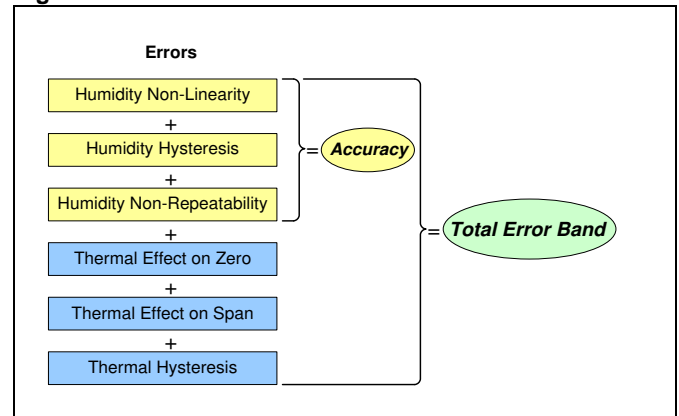 Errors
Humidity Non-Linearity
+
Humidity Hysteresis
+
= Accuracy
Humidity Non-Repeatability
+
= Total Error Band
Thermal Effect on Zero
+
Thermal Effect on Span
+
Thermal Hysteresis